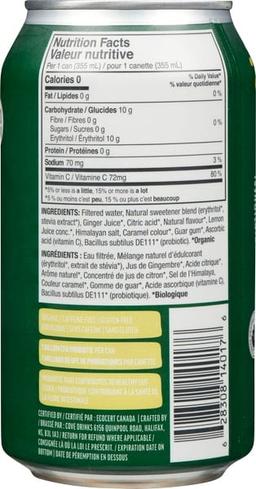 Nutrition Facts
Valeur nutritive
Per 1 can (355 mL) / pour 1 canette (355 mL)
Calories 0
% Daily Value*
% valeur quotidienne*
Fat / Lipides 0 g 0 %
Carbohydrate / Glucides 10 g
Fibre / Fibres 0 g 0 %
Sugars / Sucres 0 g 0 %
Erythritol / Érythritol 10 g
Protein / Protéines 0 g
Sodium 70 mg 3 %
Vitamin C / Vitamine C 72mg 80 %
*5% or less is a little, 15% or more is a lot
*5 % ou moins c'est peu, 15 % ou plus c'est beaucoup
INGREDIENTS: Filtered water, Natural sweetener blend (erythritol*,
stevia extract*), Ginger Juice*, Citric acid*, Natural flavour*, Lemon
Juice conc.*, Himalayan salt, Caramel colour*, Guar gum*, Ascorbic
acid (vitamin C), Bacillus Subtilus DE111* (probiotic). *Organic
INGRÉDIENTS : Eau filtrée, Mélange naturel d'édulcorant
(érythritol*, extrait de stévia*), Jus de Gingembre*, Acide citrique*,
Arôme naturel*, Concentré de jus de citron*, Sel de l'Himalaya,
Couleur caramel*, Gomme de guar*, Acide ascorbique (vitamine C),
Bacillus subtilus DE111* (probiotique). *Biologique
CERTIFIED BY / CERTIFIÉ PAR : ECOCERT CANADA | CRAFTED BY
/ BRASSÉ PAR: COVE DRINKS 6156 QUINPOOL ROAD, HALIFAX,
NS, B3L 1A3 | RETURN FOR REFUND WHERE APPLICABLE /
CONSIGNÉ LÀ OÙ LA LOI LE PRESCRIT. / EXPIRATION DATE ON
BOTTOM / DATE DE PÉREMPTION EN DESSOUS
6 28308 14017 6